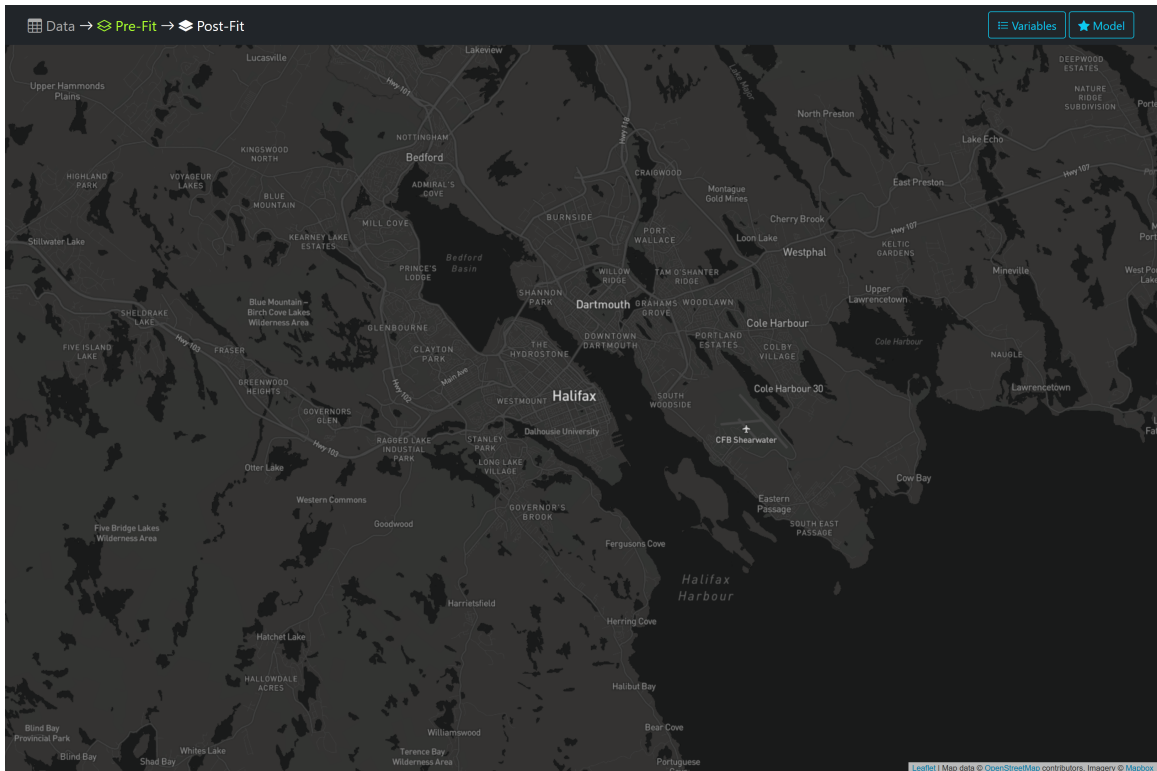 Data → Pre-Fit → Post-Fit
Variables
Model
Lakeview
Lucasville
DEEPWOOD
ESTATES
Upper Hammonds
Plains
Hwy 101
Lake Major
NATURE
RIDGE
SUBDIVISION
Porte
North Preston
Hwy 118
NOTTINGHAM
Lake Echo
KINGSWOOD
NORTH
Bedford
HIGHLAND
PARK
VOYAGEUR
LAKES
ADMIRAL'S
COVE
CRAIGWOOD
Hwy 107
East Preston
Montague
Gold Mines
BLUE
MOUNTAIN
MILL COVE
BURNSIDE
Cherry Brook
Hwy 107
PORT
WALLACE
Loon Lake
Stillwater Lake
KEARNEY LAKE
ESTATES
Westphal
KELTIC
GARDENS
Port
Bedford
Basin
PRINCE'S
LODGE
WILLOW
RIDGE
TAM O'SHANTER
RIDGE
Mineville
West Po
Lake
Upper
Lawrencetown
SHANNON
PARK
Dartmouth
GRAHAMS
GROVE
WOODLAWN
Blue Mountain –
Birch Cove Lakes
Wilderness Area
SHELDRAKE
LAKE
GLENBOURNE
Cole Harbour
Hwy 103
FIVE ISLAND
LAKE
FRASER
CLAYTON
PARK
THE
HYDROSTONE
DOWNTOWN
DARTMOUTH
PORTLAND
ESTATES
COLBY
VILLAGE
Cole Harbour
NAUGLE
Main Ave
GREENWOOD
HEIGHTS
Hwy 102
WESTMOUNT
Halifax
SOUTH
WOODSIDE
Cole Harbour 30
Lawrencetown
GOVERNORS
GLEN
Dalhousie University
CFB Shearwater
Fat
Hwy 103
RAGGED LAKE
INDUSTIAL
PARK
STANLEY
PARK
Otter Lake
LONG LAKE
VILLAGE
Cow Bay
Western Commons
Eastern
Passage
GOVERNOR'S
BROOK
Five Bridge Lakes
Wilderness Area
Goodwood
SOUTH EAST
PASSAGE
Fergusons Cove
Halifax
Harbour
Harrietsfield
Herring Cove
Hatchet Lake
HALLOWDALE
ACRES
Halibut Bay
Blind Bay
Provincial Park
Williamswood
Bear Cove
Blind Bay
Whites Lake
Shad Bay
Terence Bay
Wilderness Area
Portuguese
Leaflet | Map data © OpenStreetMap contributors, Imagery © Mapbox